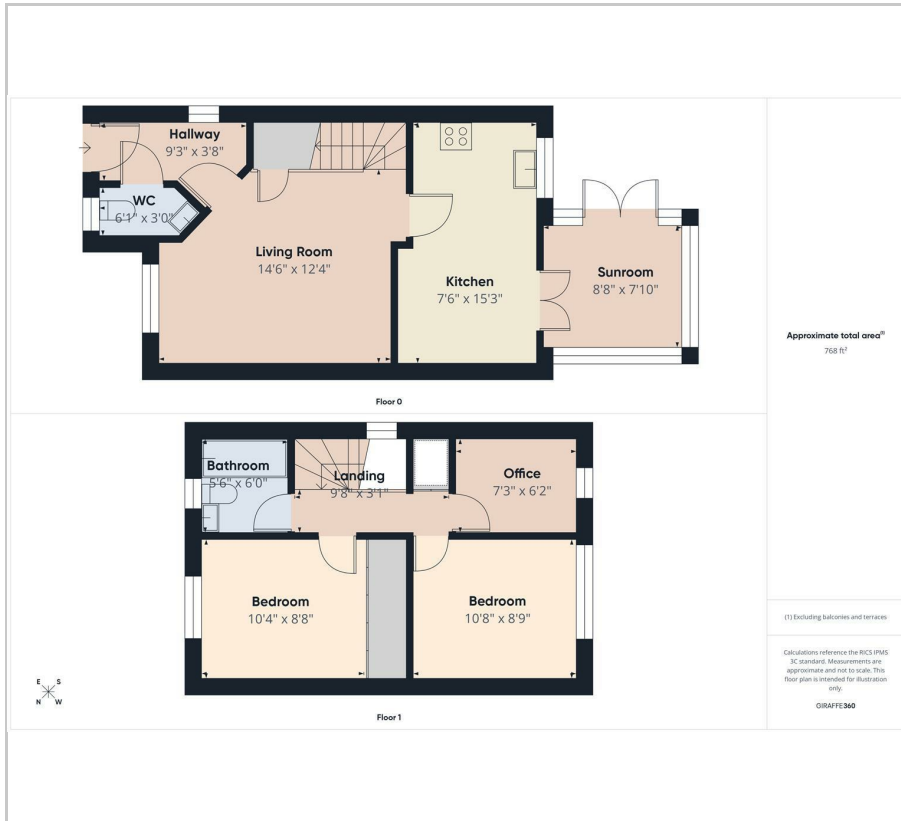 Hallway
9'3" x 3'8"
WC
6'1" x 3'0"
Living Room
14'6" x 12'4"
Kitchen
7'6" x 15'3"
Sunroom
8'8" x 7'10"
Floor 0
Approximate total area⁽¹⁾
768 ft²
Bathroom
5'6" x 6'0"
Landing
9'8" x 3'1"
Office
7'3" x 6'2"
Bedroom
10'4" x 8'8"
Bedroom
10'8" x 8'9"
E S
N W
Floor 1
(1) Excluding balconies and terraces
Calculations reference the RICS IPMS
3C standard. Measurements are
approximate and not to scale. This
floor plan is intended for illustration
only.
GIRAFFE360